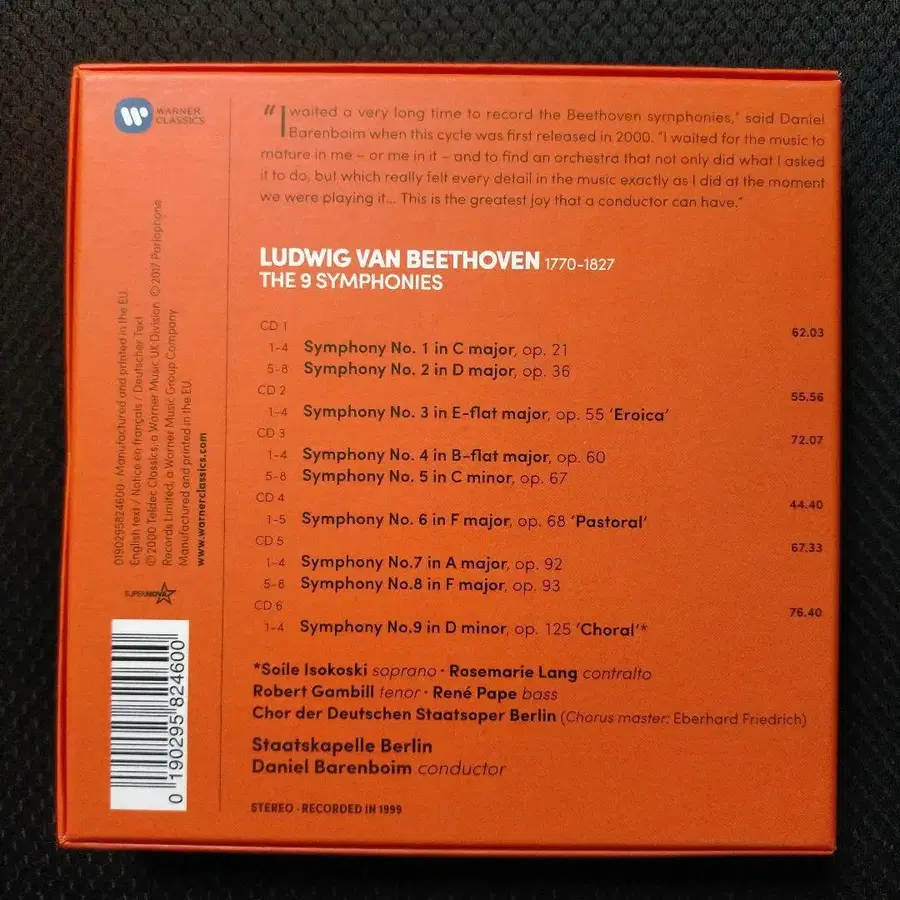 WARNER
CLASSICS
"I waited a very long time to record the Beethoven symphonies," said Daniel
Barenboim when this cycle was first released in 2000. "I waited for the music to
mature in me – or me in it – and to find an orchestra that not only did what I asked
it to do, but which really felt every detail in the music exactly as I did at the moment
we were playing it... This is the greatest joy that a conductor can have."
LUDWIG VAN BEETHOVEN 1770-1827
THE 9 SYMPHONIES
CD 1 62.03
1-4 Symphony No. 1 in C major, op. 21
5-8 Symphony No. 2 in D major, op. 36
CD 2 55.56
1-4 Symphony No. 3 in E-flat major, op. 55 'Eroica'
CD 3 72.07
1-4 Symphony No. 4 in B-flat major, op. 60
5-8 Symphony No. 5 in C minor, op. 67
CD 4 44.40
1-5 Symphony No. 6 in F major, op. 68 'Pastoral'
CD 5 67.33
1-4 Symphony No.7 in A major, op. 92
5-8 Symphony No.8 in F major, op. 93
CD 6 76.40
1-4 Symphony No.9 in D minor, op. 125 'Choral'*
*Soile Isokoski soprano · Rosemarie Lang contralto
Robert Gambill tenor · René Pape bass
Chor der Deutschen Staatsoper Berlin (Chorus master: Eberhard Friedrich)
Staatskapelle Berlin
Daniel Barenboim conductor
STEREO · RECORDED IN 1999
0190295824600 · Manufactured and printed in the EU.
English text / Notice en français / Deutscher Text
℗ 2000 Teldec Classics, a Warner Music UK Division. © 2017 Parlophone
Records Limited, a Warner Music Group Company
Manufactured and printed in the EU.
www.warnerclassics.com
SUPERNOVA
0 190295 824600